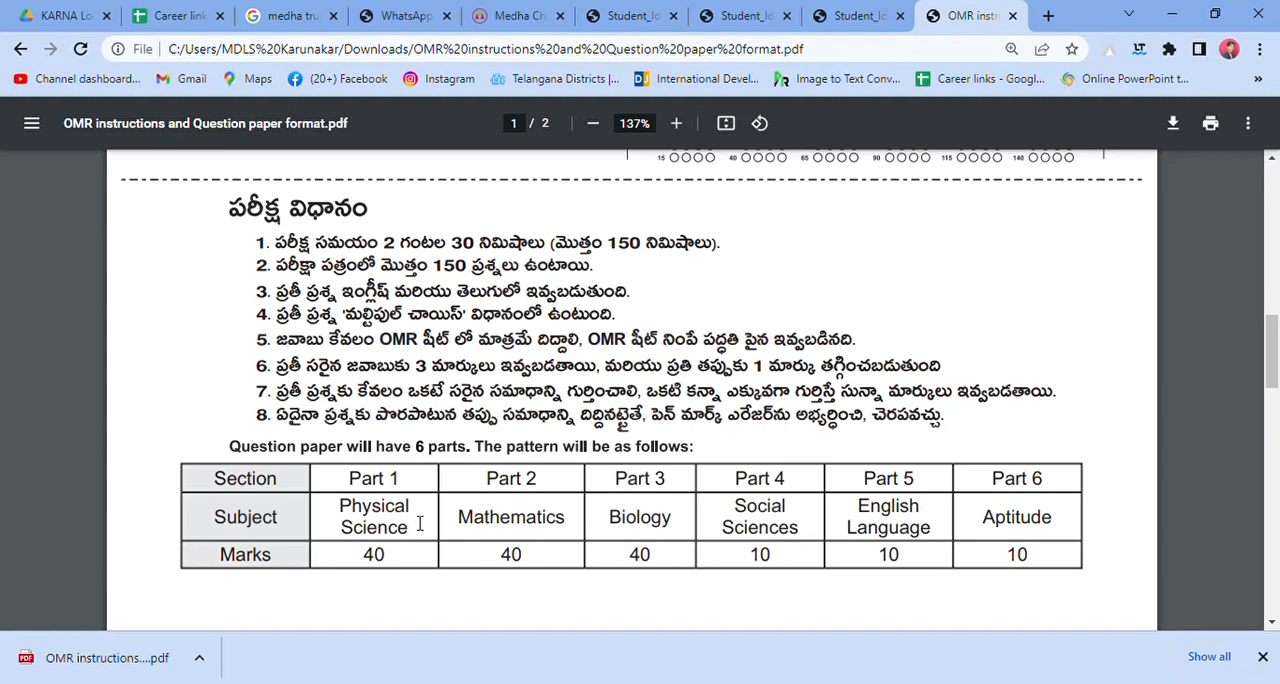 KARNA Lo
Career link
medha tru
WhatsApp
Medha Ch
Student_Id
Student_Id
Student_Id
OMR instr
File C:/Users/MDLS%20Karunakar/Downloads/OMR%20instructions%20and%20Question%20paper%20format.pdf
Channel dashboard... Gmail Maps (20+) Facebook Instagram Telangana Districts |... International Devel... Image to Text Conv... Career links - Googl... Online PowerPoint t... »
OMR instructions and Question paper format.pdf 1 / 2 137%
15 40 65 90 115 140
పరీక్ష విధానం
1. పరీక్ష సమయం 2 గంటల 30 నిమిషాలు (మొత్తం 150 నిమిషాలు).
2. పరీక్షా పత్రంలో మొత్తం 150 ప్రశ్నలు ఉంటాయి.
3. ప్రతీ ప్రశ్న ఇంగ్లీష్ మరియు తెలుగులో ఇవ్వబడుతుంది.
4. ప్రతీ ప్రశ్న 'మల్టిపుల్ చాయిస్' విధానంలో ఉంటుంది.
5. జవాబు కేవలం OMR షీట్ లో మాత్రమే దిద్దాలి, OMR షీట్ నింపే పద్ధతి పైన ఇవ్వబడినది.
6. ప్రతీ సరైన జవాబుకు 3 మార్కులు ఇవ్వబడతాయి, మరియు ప్రతి తప్పుకు 1 మార్కు తగ్గించబడుతుంది
7. ప్రతీ ప్రశ్నకు కేవలం ఒకటే సరైన సమాధాన్ని గుర్తించాలి, ఒకటి కన్నా ఎక్కువగా గుర్తిస్తే సున్నా మార్కులు ఇవ్వబడతాయి.
8. ఏదైనా ప్రశ్నకు పొరపాటున తప్పు సమాధాన్ని దిద్దినట్టైతే, పెన్ మార్క్ ఎరేజర్‌ను అభ్యర్ధించి, చెరపవచ్చు.
Question paper will have 6 parts. The pattern will be as follows:
Section Part 1 Part 2 Part 3 Part 4 Part 5 Part 6
Subject Physical Science Mathematics Biology Social Sciences English Language Aptitude
Marks 40 40 40 10 10 10
OMR instructions....pdf
Show all